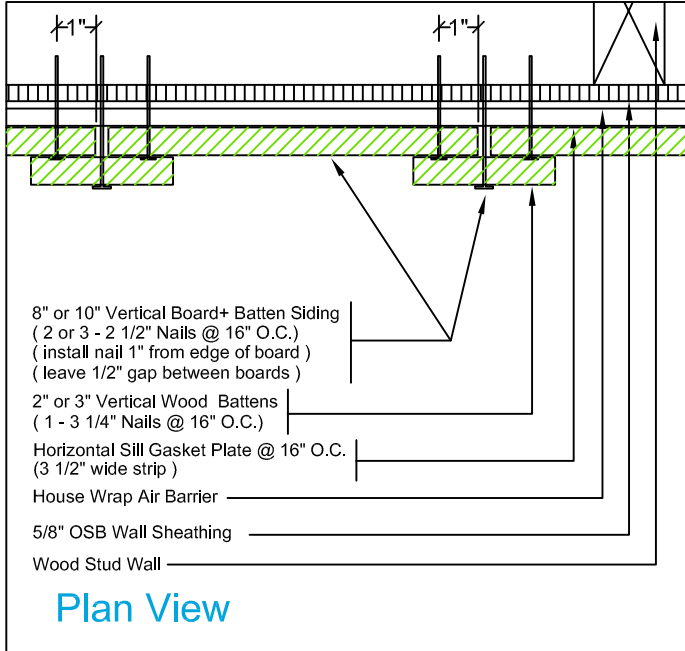 1" 1"
8" or 10" Vertical Board+ Batten Siding
( 2 or 3 - 2 1/2" Nails @ 16" O.C.)
( install nail 1" from edge of board )
( leave 1/2" gap between boards )
2" or 3" Vertical Wood Battens
( 1 - 3 1/4" Nails @ 16" O.C.)
Horizontal Sill Gasket Plate @ 16" O.C.
(3 1/2" wide strip )
House Wrap Air Barrier
5/8" OSB Wall Sheathing
Wood Stud Wall
Plan View